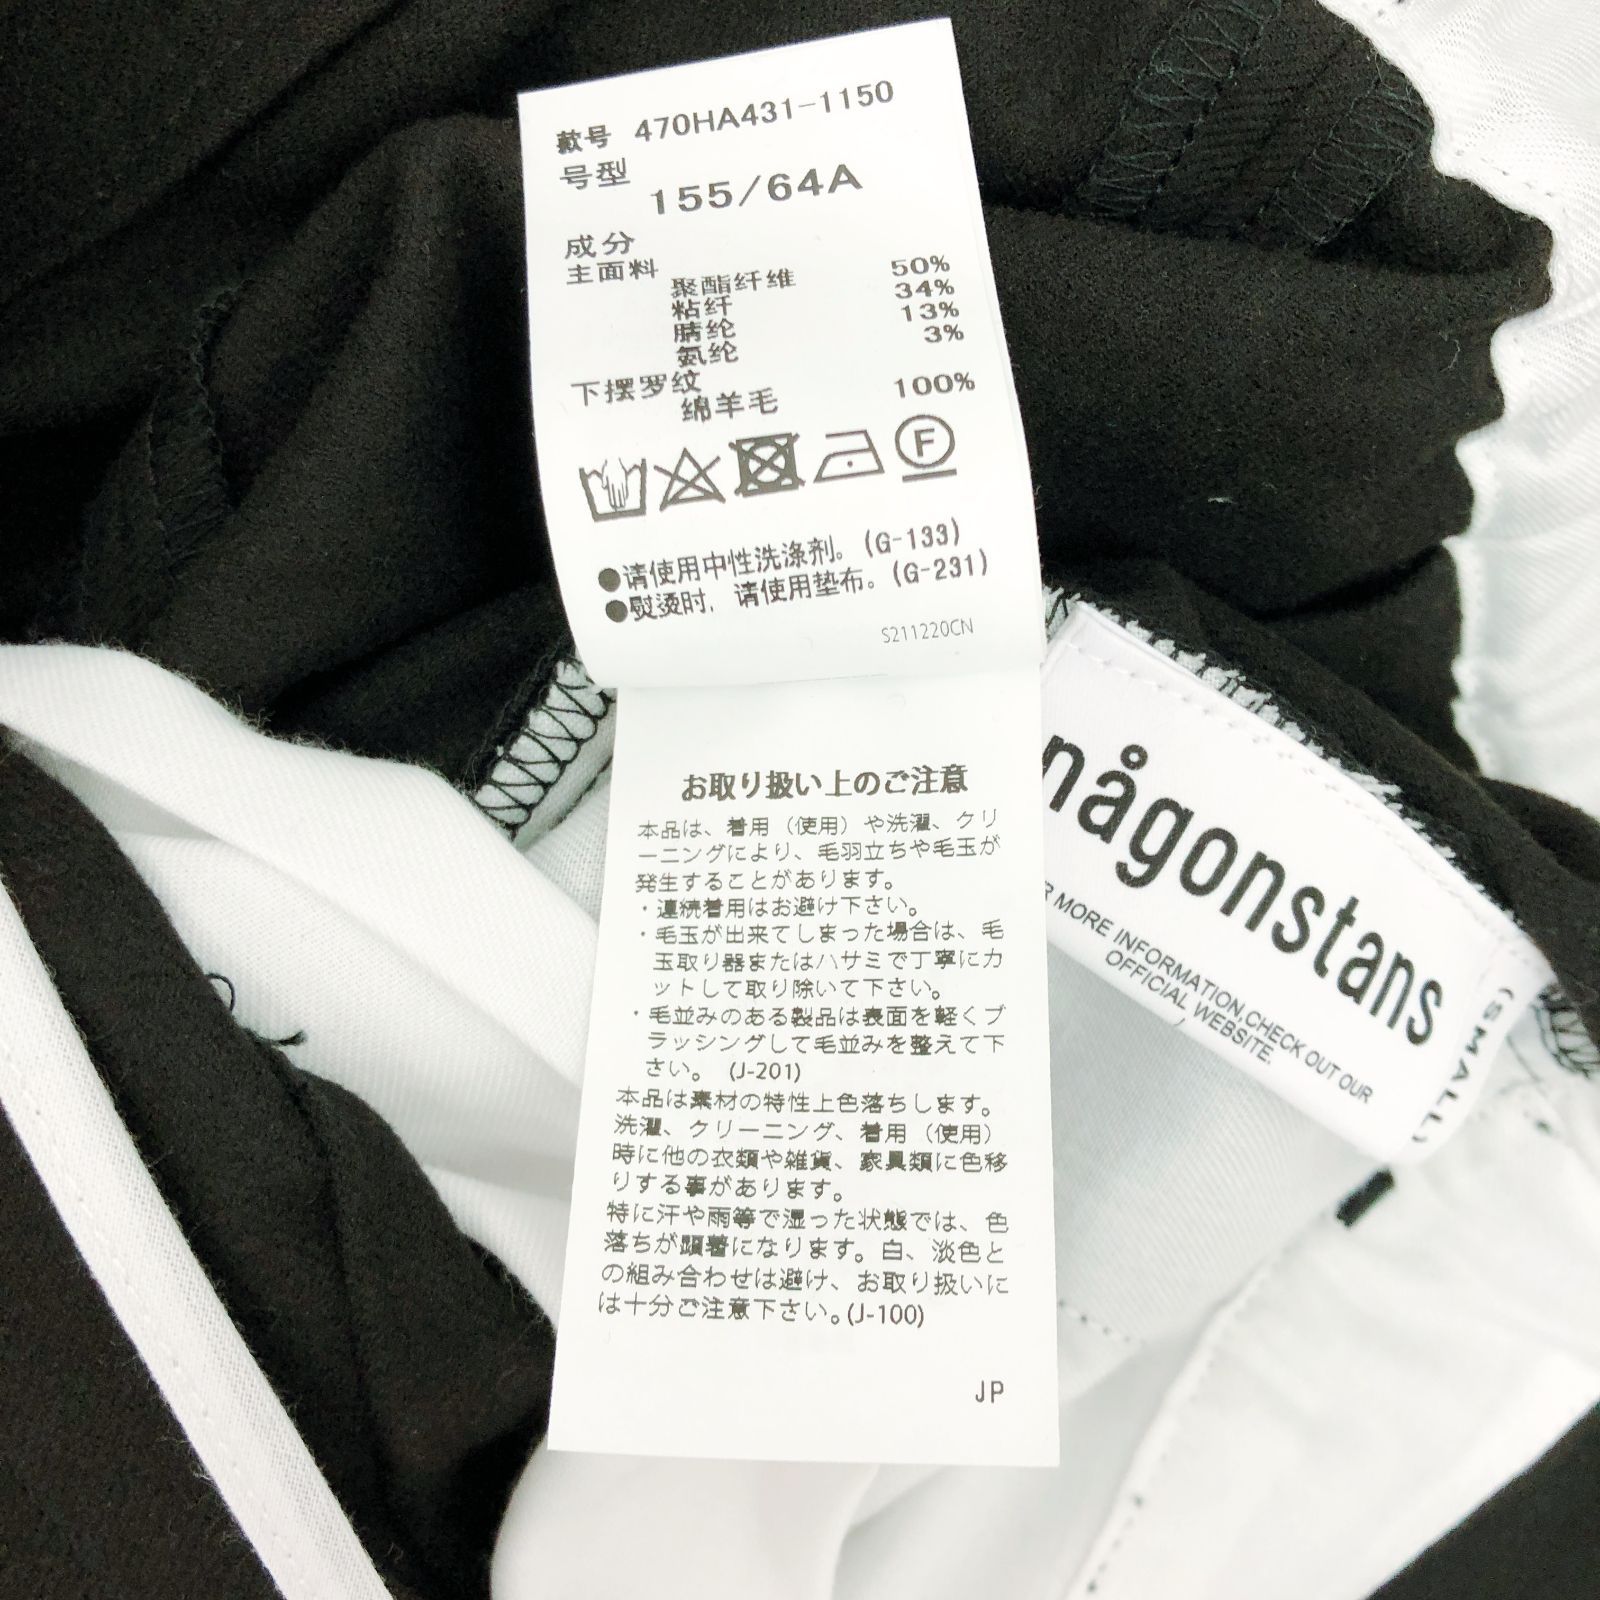 款号 470HA431-1150
号型
155/64A
成分
主面料
聚酯纤维 50%
粘纤 34%
腈纶 13%
氨纶 3%
下摆罗纹
绵羊毛 100%
F
●请使用中性洗涤剂。(G-133)
●熨烫时, 请使用垫布。(G-231)
S211220CN
お取り扱い上のご注意
本品は、着用（使用）や洗濯、クリ
ーニングにより、毛羽立ちや毛玉が
発生することがあります。
・連続着用はお避け下さい。
・毛玉が出来てしまった場合は、毛
玉取り器またはハサミで丁寧にカ
ットして取り除いて下さい。
・毛並みのある製品は表面を軽くブ
ラッシングして毛並みを整えて下
さい。 (J-201)
本品は素材の特性上色落ちします。
洗濯、クリーニング、着用（使用）
時に他の衣類や雑貨、家具類に色移
りする事があります。
特に汗や雨等で湿った状態では、色
落ちが顕著になります。白、淡色と
の組み合わせは避け、お取り扱いに
は十分ご注意下さい。(J-100)
JP
någonstans
MORE INFORMATION,CHECK OUT OUR
OFFICIAL WEBSITE.
(SMALL)